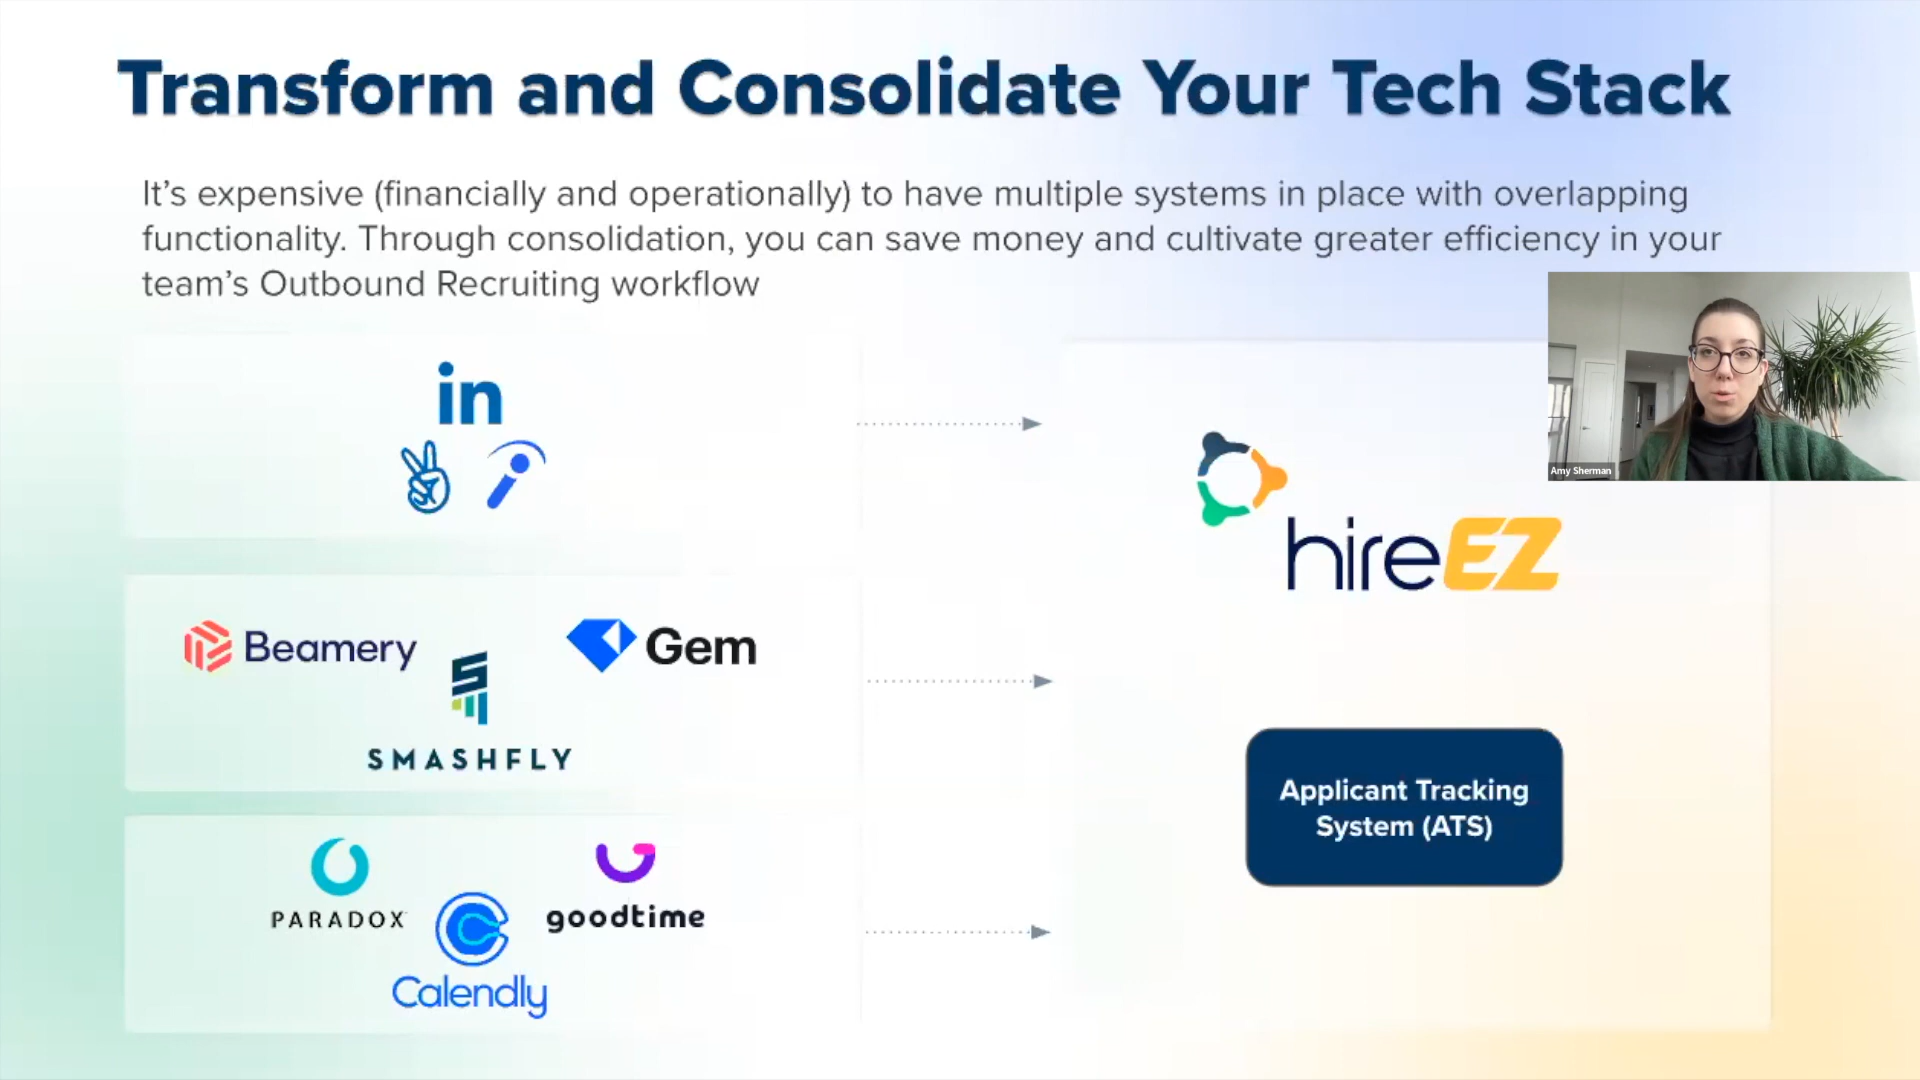 Transform and Consolidate Your Tech Stack
It’s expensive (financially and operationally) to have multiple systems in place with overlapping
functionality. Through consolidation, you can save money and cultivate greater efficiency in your
team’s Outbound Recruiting workflow
in
Amy Sherman
hireEZ
Beamery
Gem
SMASHFLY
Applicant Tracking
System (ATS)
PARADOX
goodtime
Calendly